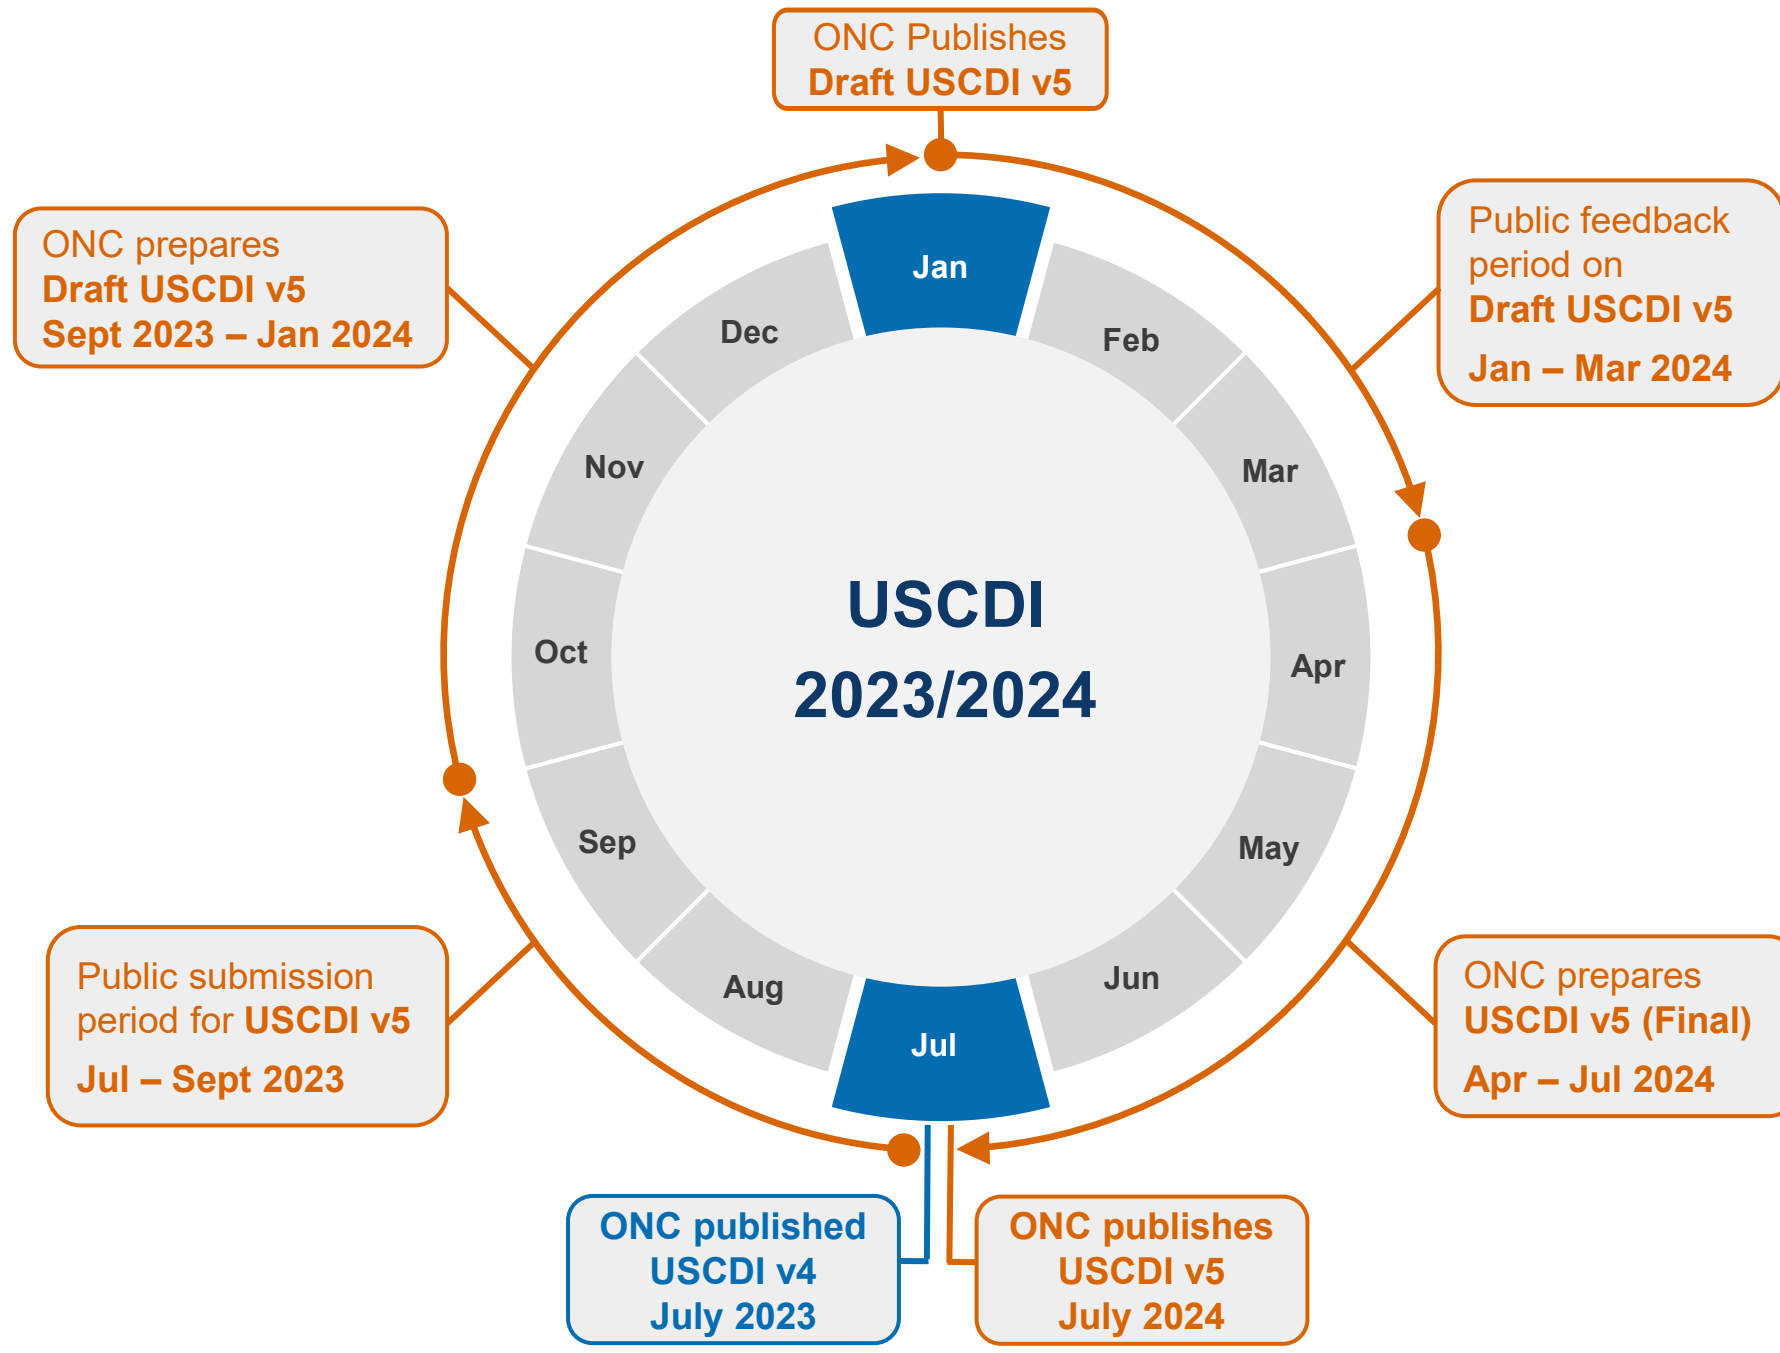 ONC Publishes
Draft USCDI v5
ONC prepares
Draft USCDI v5
Sept 2023 – Jan 2024
Public feedback
period on
Draft USCDI v5
Jan – Mar 2024
Jan
Feb
Mar
Apr
May
Jun
Jul
Aug
Sep
Oct
Nov
Dec
USCDI
2023/2024
Public submission
period for USCDI v5
Jul – Sept 2023
ONC prepares
USCDI v5 (Final)
Apr – Jul 2024
ONC published
USCDI v4
July 2023
ONC publishes
USCDI v5
July 2024